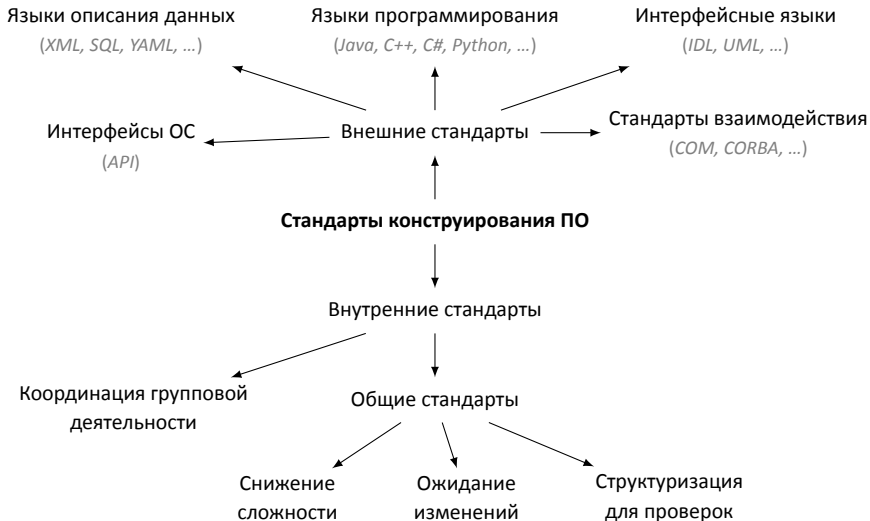 Языки описания данных
(XML, SQL, YAML, …)
Языки программирования
(Java, C++, C#, Python, …)
Интерфейсные языки
(IDL, UML, …)
Интерфейсы ОС
(API)
Внешние стандарты
Стандарты взаимодействия
(COM, CORBA, …)
Стандарты конструирования ПО
Внутренние стандарты
Координация групповой
деятельности
Общие стандарты
Снижение
сложности
Ожидание
изменений
Структуризация
для проверок